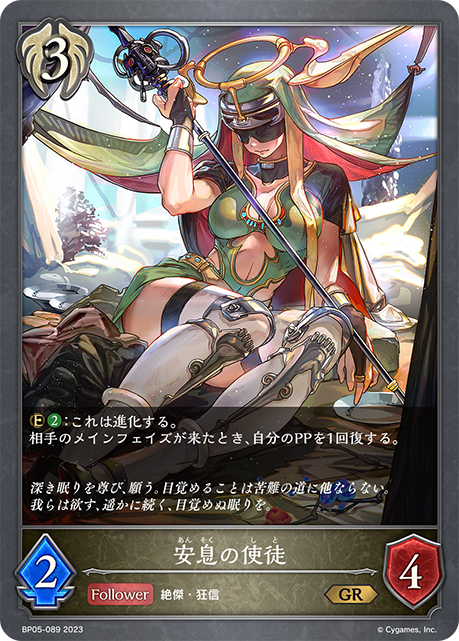 3
E 2：これは進化する。
相手のメインフェイズが来たとき、自分のPPを1回復する。
深き眠りを尊び、願う。目覚めることは苦難の道に他ならない。
我らは欲す、遥かに続く、目覚めぬ眠りを。
あんそく しと
安息の使徒
2
Follower 絶傑・狂信 GR
4
BP05-089 2023 © Cygames, Inc.